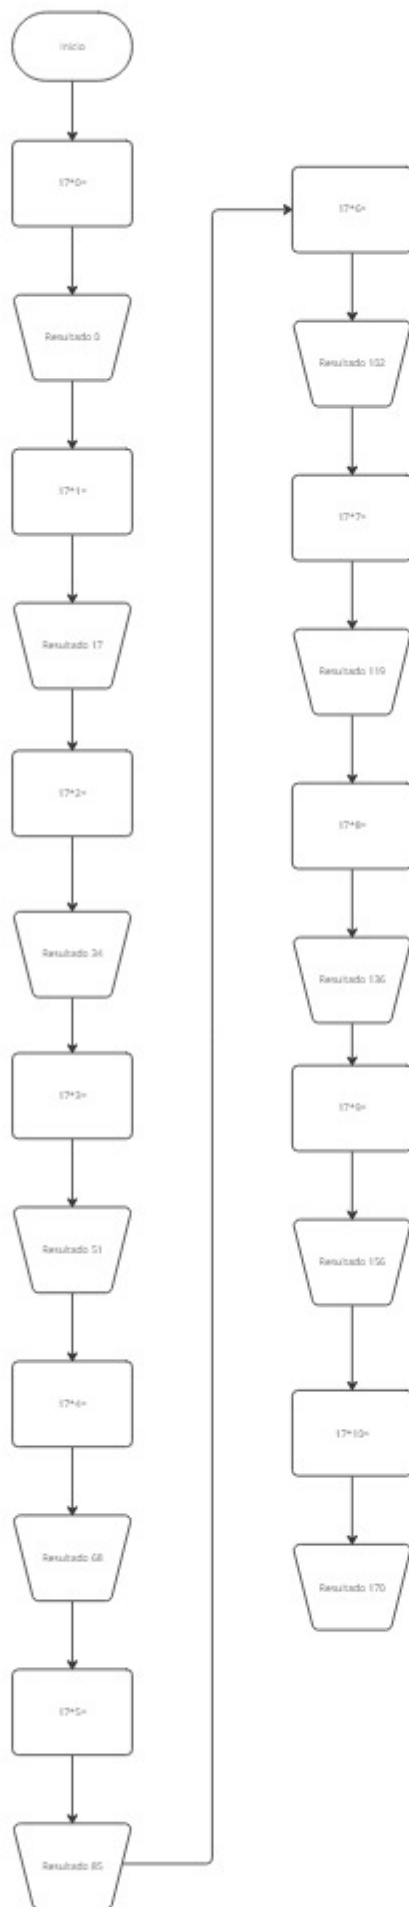 Inicio
17*0=
Resultado 0
17*1=
Resultado 17
17*2=
Resultado 34
17*3=
Resultado 51
17*4=
Resultado 68
17*5=
Resultado 85
17*6=
Resultado 102
17*7=
Resultado 119
17*8=
Resultado 136
17*9=
Resultado 156
17*10=
Resultado 170